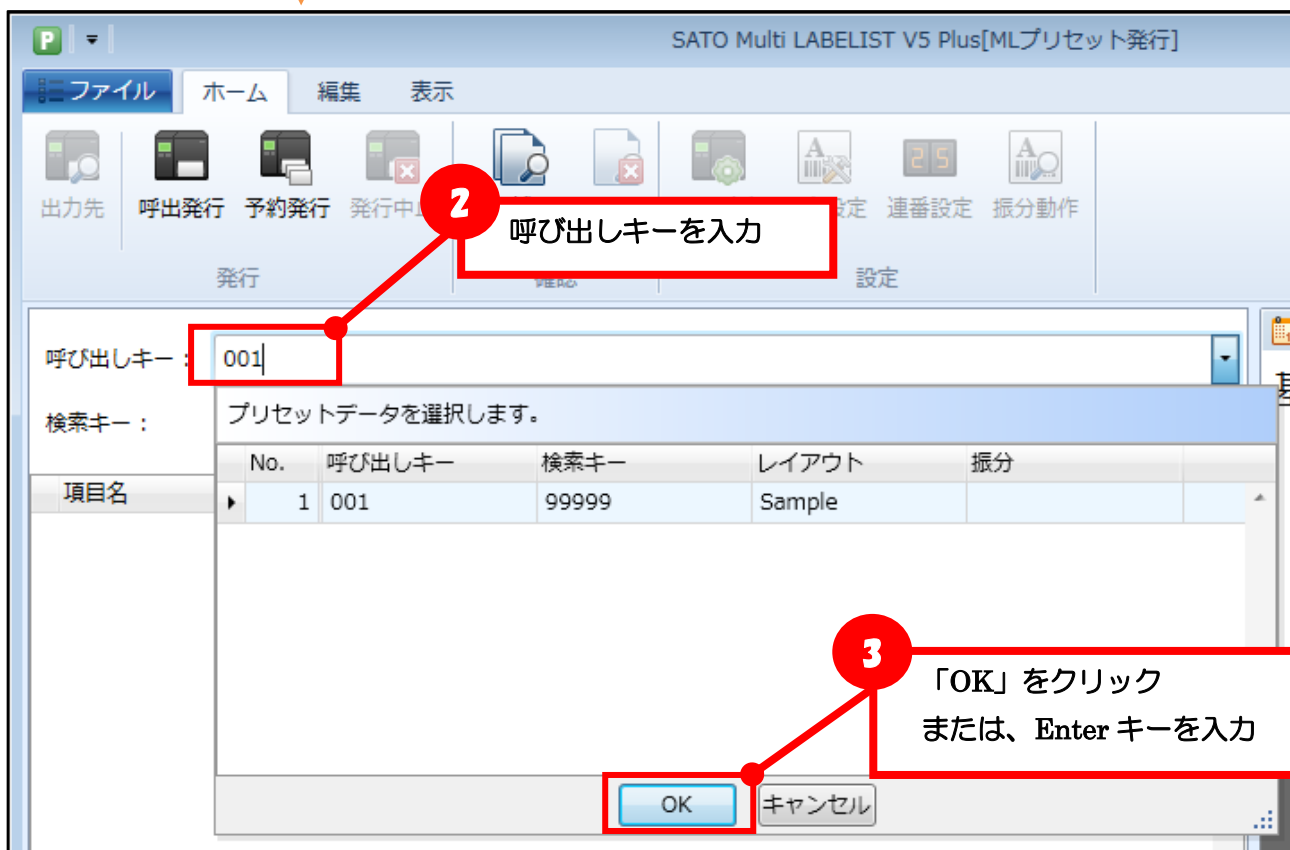 SATO Multi LABELIST V5 Plus[MLプリセット発行]
ファイル ホーム 編集 表示
出力先 呼出発行 予約発行 発行中 定 連番設定 振分動作
2
呼び出しキーを入力
発行 確認 設定
呼び出しキー: 001
検索キー:
プリセットデータを選択します。
No. 呼び出しキー 検索キー レイアウト 振分
項目名
1 001 99999 Sample
3
「OK」をクリック
または、Enter キーを入力
OK キャンセル